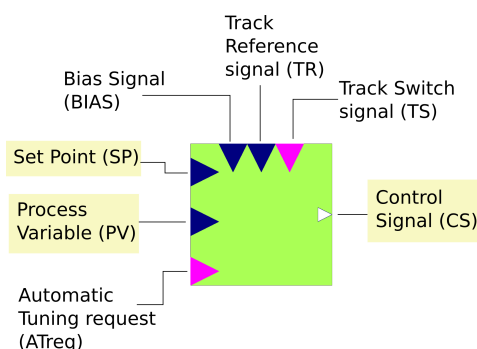 Track
Reference
signal (TR)
Bias Signal
(BIAS)
Track Switch
signal (TS)
Set Point (SP)
Process
Variable (PV)
Control
Signal (CS)
Automatic
Tuning request
(ATreq)